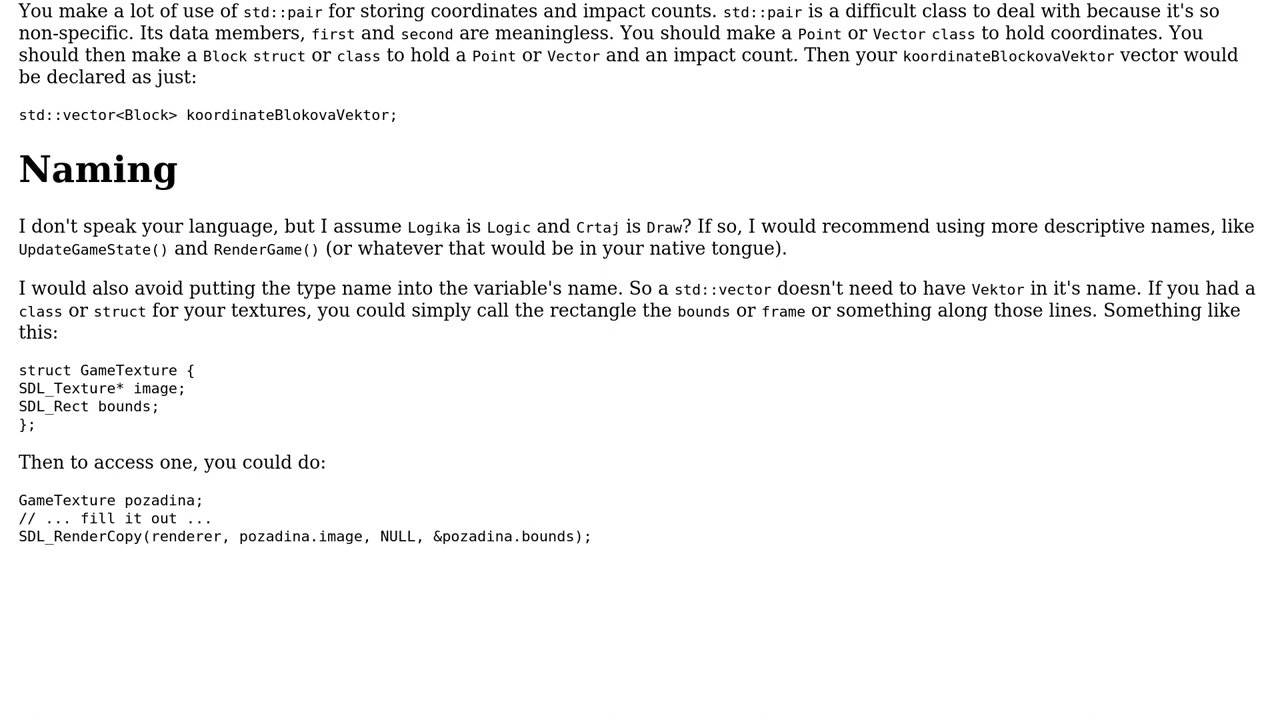 You make a lot of use of std::pair for storing coordinates and impact counts. std::pair is a difficult class to deal with because it's so
non-specific. Its data members, first and second are meaningless. You should make a Point or Vector class to hold coordinates. You
should then make a Block struct or class to hold a Point or Vector and an impact count. Then your koordinateBlockovaVektor vector would
be declared as just:
std::vector<Block> koordinateBlokovaVektor;
Naming
I don't speak your language, but I assume Logika is Logic and Crtaj is Draw? If so, I would recommend using more descriptive names, like
UpdateGameState() and RenderGame() (or whatever that would be in your native tongue).
I would also avoid putting the type name into the variable's name. So a std::vector doesn't need to have Vektor in it's name. If you had a
class or struct for your textures, you could simply call the rectangle the bounds or frame or something along those lines. Something like
this:
struct GameTexture {
SDL_Texture* image;
SDL_Rect bounds;
};
Then to access one, you could do:
GameTexture pozadina;
// ... fill it out ...
SDL_RenderCopy(renderer, pozadina.image, NULL, &pozadina.bounds);